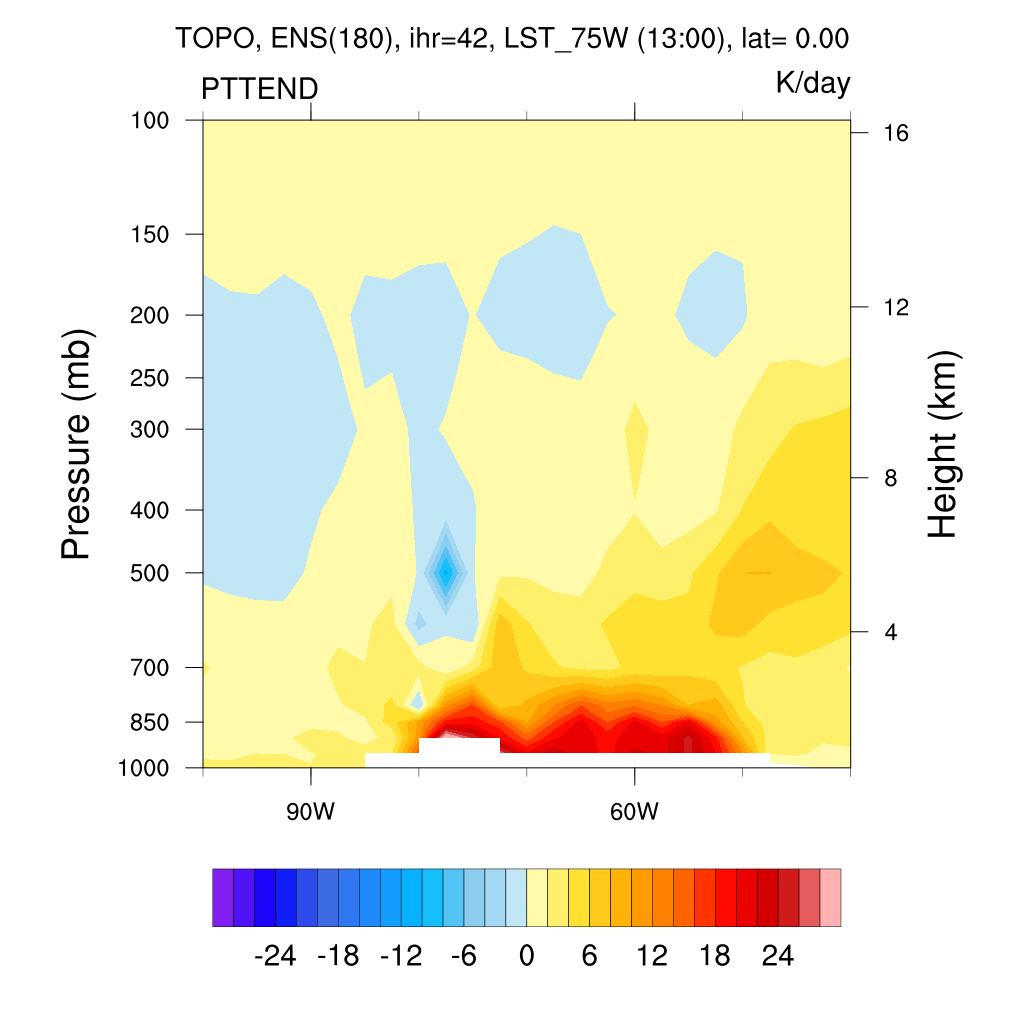 TOPO, ENS(180), ihr=42, LST_75W (13:00), lat= 0.00
PTTEND
K/day
100
150
200
250
300
400
500
700
850
1000
Pressure (mb)
16
12
8
4
Height (km)
90W
60W
-24 -18 -12 -6 0 6 12 18 24